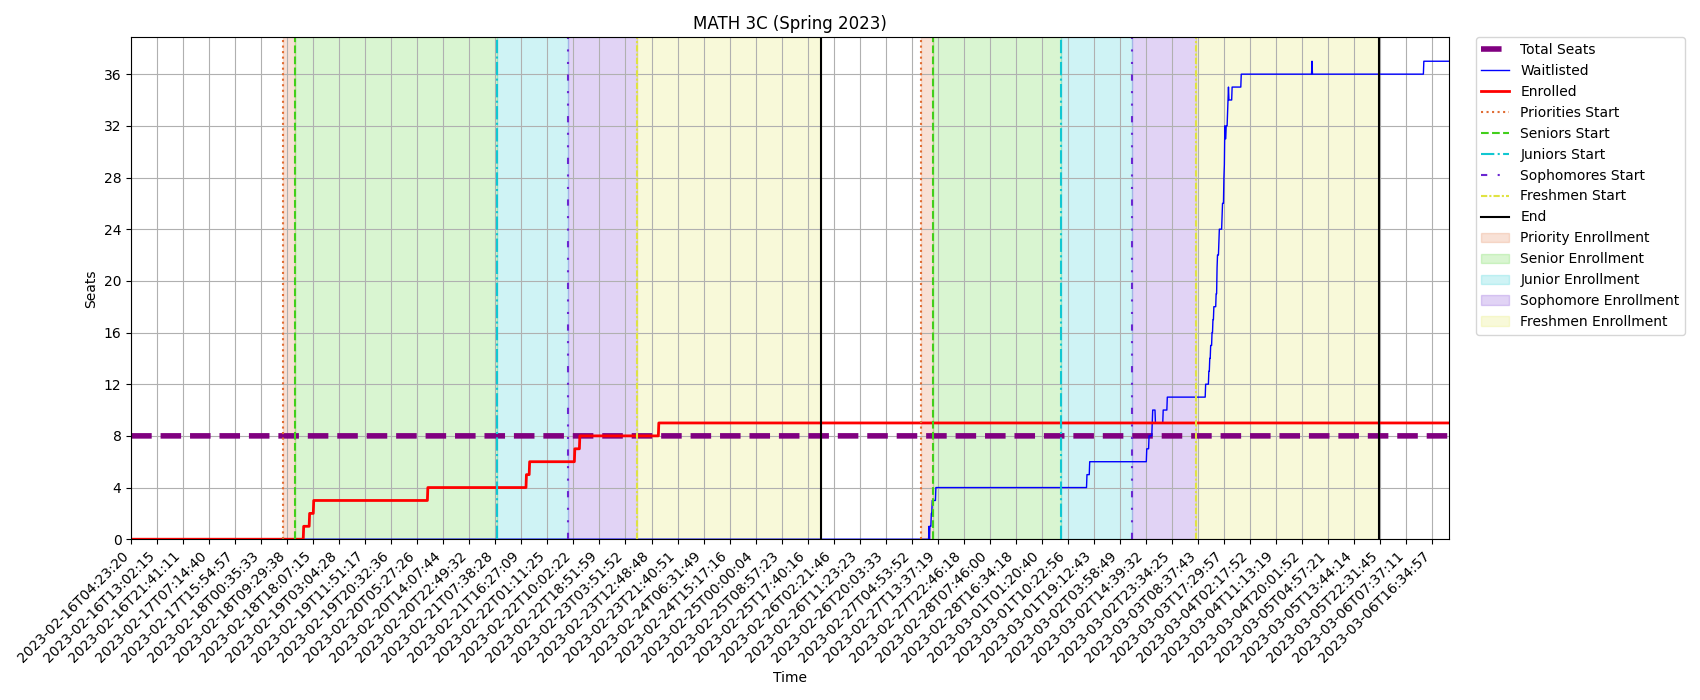 MATH 3C (Spring 2023)
Seats
36
32
28
24
20
16
12
8
4
0
2023-02-16T04:23:20
2023-02-16T13:02:15
2023-02-16T21:41:11
2023-02-17T07:14:40
2023-02-17T15:54:57
2023-02-18T00:35:33
2023-02-18T09:29:38
2023-02-18T18:07:15
2023-02-19T03:04:28
2023-02-19T11:51:17
2023-02-19T20:32:36
2023-02-20T05:27:26
2023-02-20T14:07:44
2023-02-20T22:49:32
2023-02-21T07:38:28
2023-02-21T16:27:09
2023-02-22T01:11:25
2023-02-22T10:02:22
2023-02-22T18:51:59
2023-02-23T03:51:52
2023-02-23T12:48:48
2023-02-23T21:40:51
2023-02-24T06:31:49
2023-02-24T15:17:16
2023-02-25T00:00:04
2023-02-25T08:57:23
2023-02-25T17:40:16
2023-02-26T02:21:46
2023-02-26T11:23:23
2023-02-26T20:03:33
2023-02-27T04:53:52
2023-02-27T13:37:19
2023-02-27T22:46:18
2023-02-28T07:46:00
2023-02-28T16:34:18
2023-03-01T01:20:40
2023-03-01T10:22:56
2023-03-01T19:12:43
2023-03-02T03:58:49
2023-03-02T14:39:32
2023-03-02T23:34:25
2023-03-03T08:37:43
2023-03-03T17:29:57
2023-03-04T02:17:52
2023-03-04T11:13:19
2023-03-04T20:01:52
2023-03-05T04:57:21
2023-03-05T13:44:14
2023-03-05T22:31:45
2023-03-06T07:37:11
2023-03-06T16:34:57
Time
Total Seats
Waitlisted
Enrolled
Priorities Start
Seniors Start
Juniors Start
Sophomores Start
Freshmen Start
End
Priority Enrollment
Senior Enrollment
Junior Enrollment
Sophomore Enrollment
Freshmen Enrollment